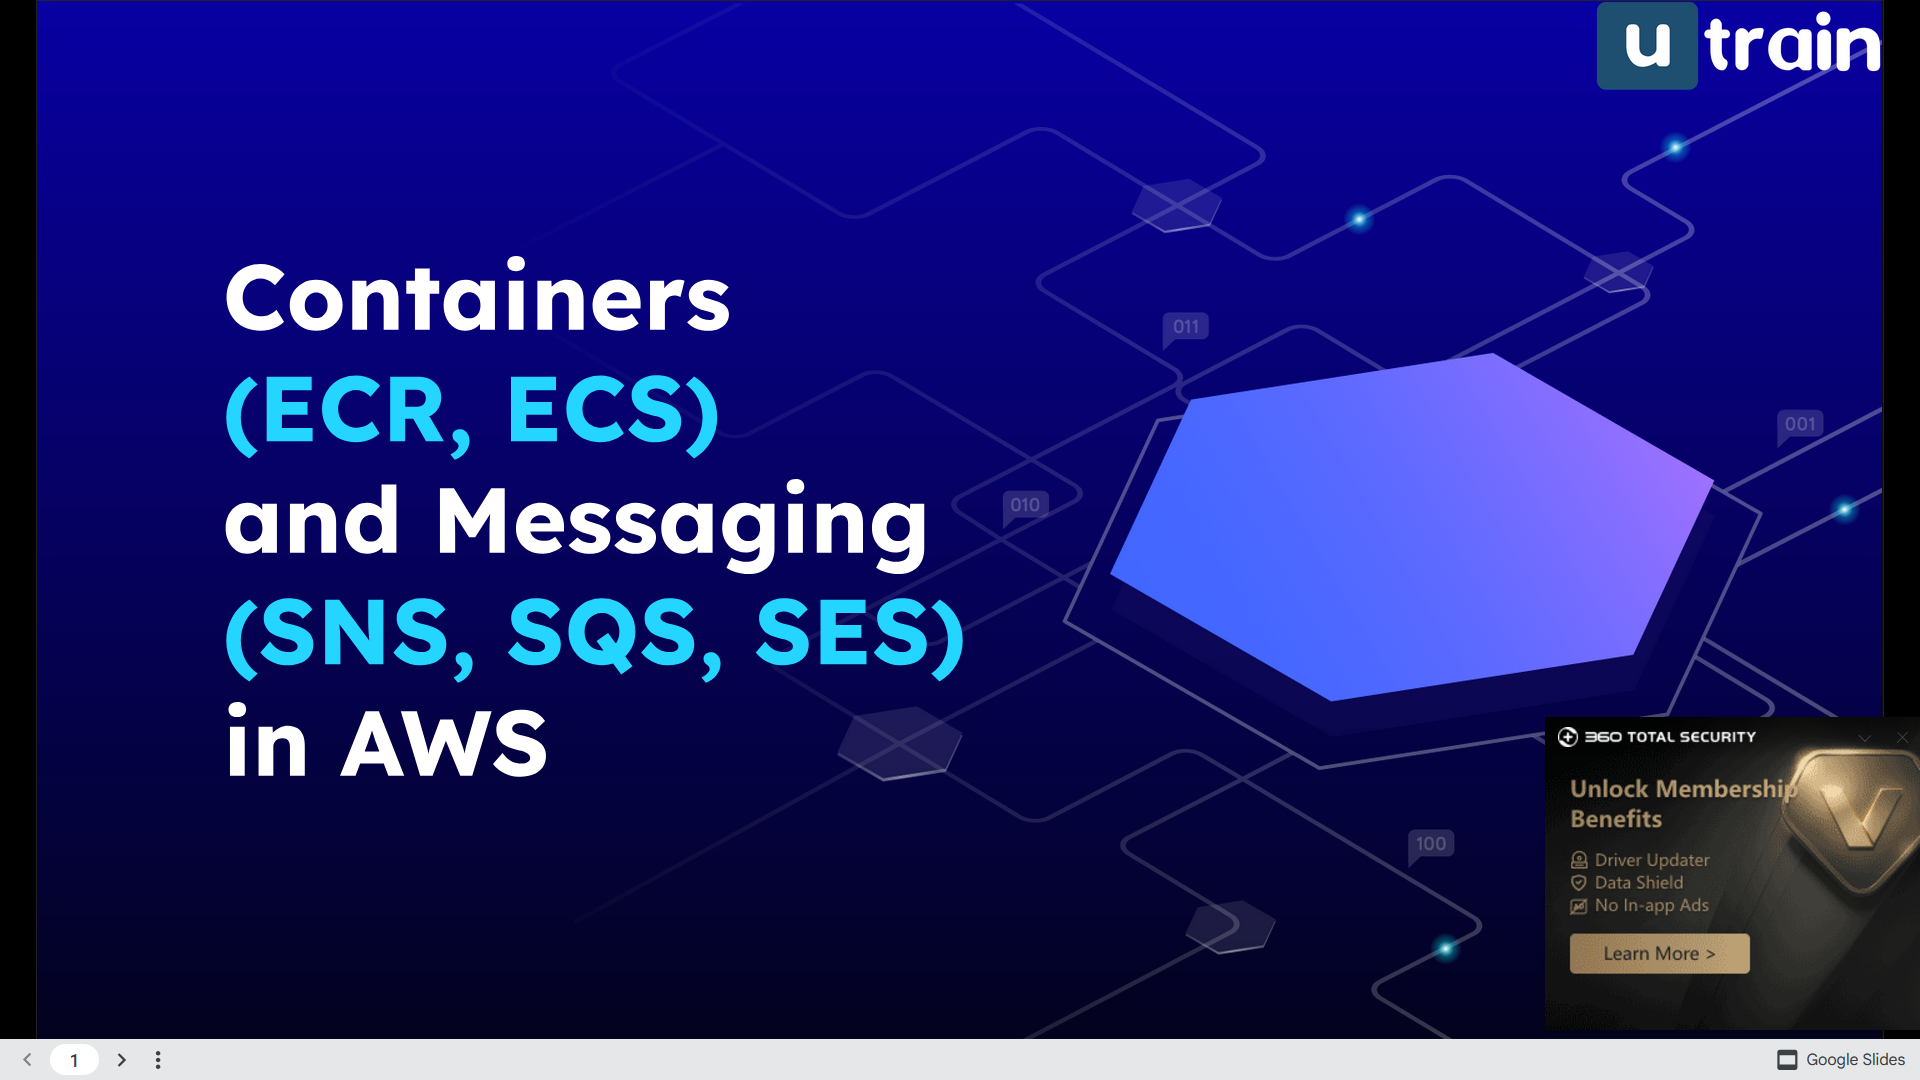 u train
Containers
(ECR, ECS)
and Messaging
(SNS, SQS, SES)
in AWS
011
001
010
100
360 TOTAL SECURITY
Unlock Membership
Benefits
Driver Updater
Data Shield
No In-app Ads
Learn More >
1
Google Slides